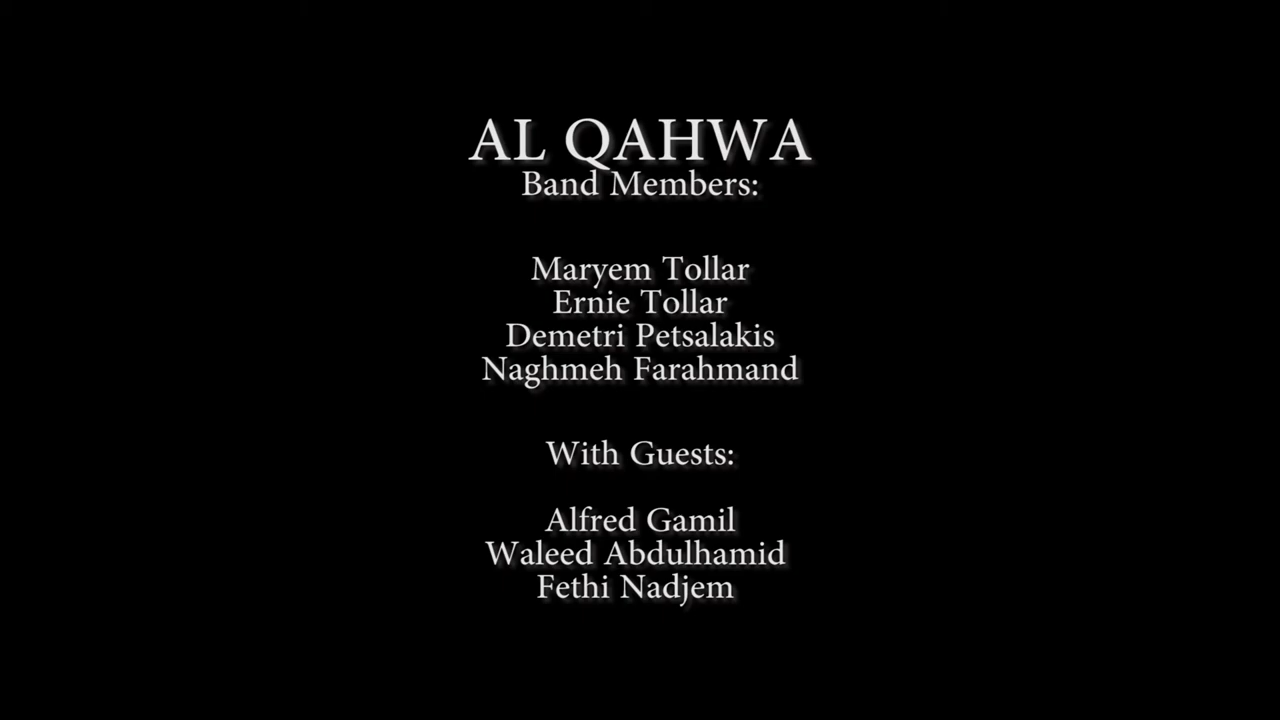 AL QAHWA
Band Members:
Maryem Tollar
Ernie Tollar
Demetri Petsalakis
Naghmeh Farahmand
With Guests:
Alfred Gamil
Waleed Abdulhamid
Fethi Nadjem